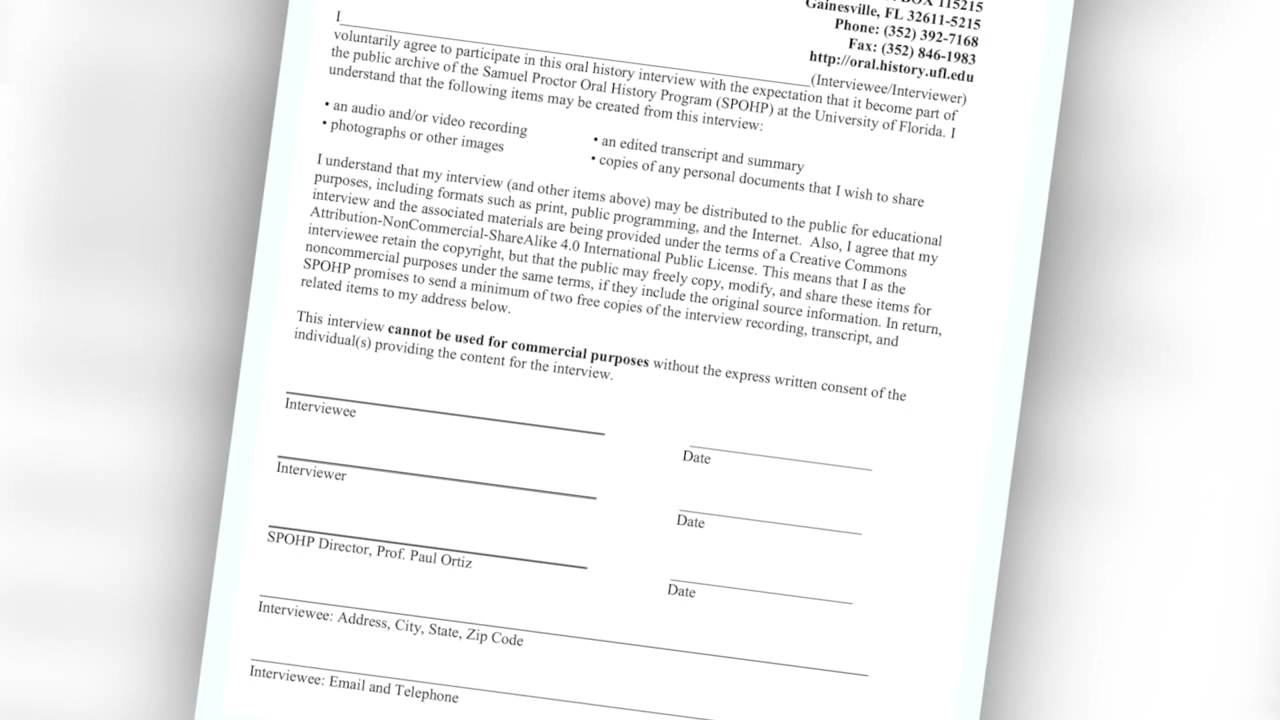 BOX 115215
Gainesville, FL 32611-5215
Phone: (352) 392-7168
Fax: (352) 846-1983
http://oral.history.ufl.edu
I (Interviewee/Interviewer)
voluntarily agree to participate in this oral history interview with the expectation that it become part of
the public archive of the Samuel Proctor Oral History Program (SPOHP) at the University of Florida. I
understand that the following items may be created from this interview:
• an audio and/or video recording
• photographs or other images
• an edited transcript and summary
• copies of any personal documents that I wish to share
I understand that my interview (and other items above) may be distributed to the public for educational
purposes, including formats such as print, public programming, and the Internet. Also, I agree that my
interview and the associated materials are being provided under the terms of a Creative Commons
Attribution-NonCommercial-ShareAlike 4.0 International Public License. This means that I as the
interviewee retain the copyright, but that the public may freely copy, modify, and share these items for
noncommercial purposes under the same terms, if they include the original source information. In return,
SPOHP promises to send a minimum of two free copies of the interview recording, transcript, and
related items to my address below.
This interview cannot be used for commercial purposes without the express written consent of the
individual(s) providing the content for the interview.
Interviewee
Date
Interviewer
Date
SPOHP Director, Prof. Paul Ortiz
Date
Interviewee: Address, City, State, Zip Code
Interviewee: Email and Telephone